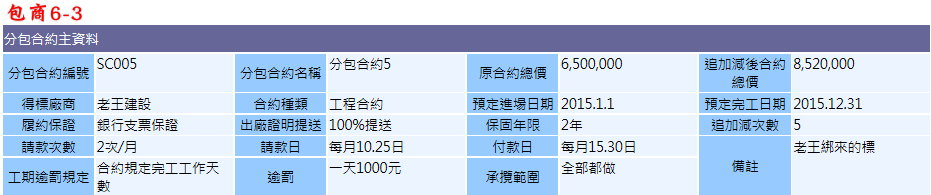 包商6-3
分包合約主資料
分包合約編號 SC005 分包合約名稱 分包合約5 原合約總價 6,500,000 追加減後合約總價 8,520,000
得標廠商 老王建設 合約種類 工程合約 預定進場日期 2015.1.1 預定完工日期 2015.12.31
履約保證 銀行支票保證 出廠證明提送 100%提送 保固年限 2年 追加減次數 5
請款次數 2次/月 請款日 每月10.25日 付款日 每月15.30日 備註 老王綁來的標
工期逾罰規定 合約規定完工工作天數 逾罰 一天1000元 承攬範圍 全部都做